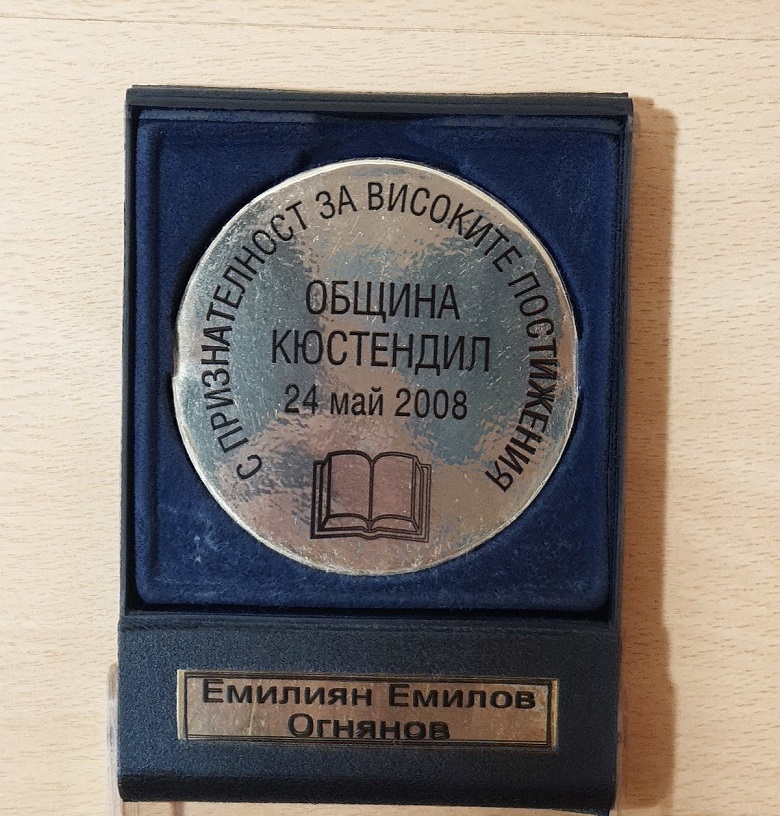 С ПРИЗНАТЕЛНОСТ ЗА ВИСОКИТЕ ПОСТИЖЕНИЯ
ОБЩИНА
КЮСТЕНДИЛ
24 май 2008
Емилиян Емилов
Огнянов